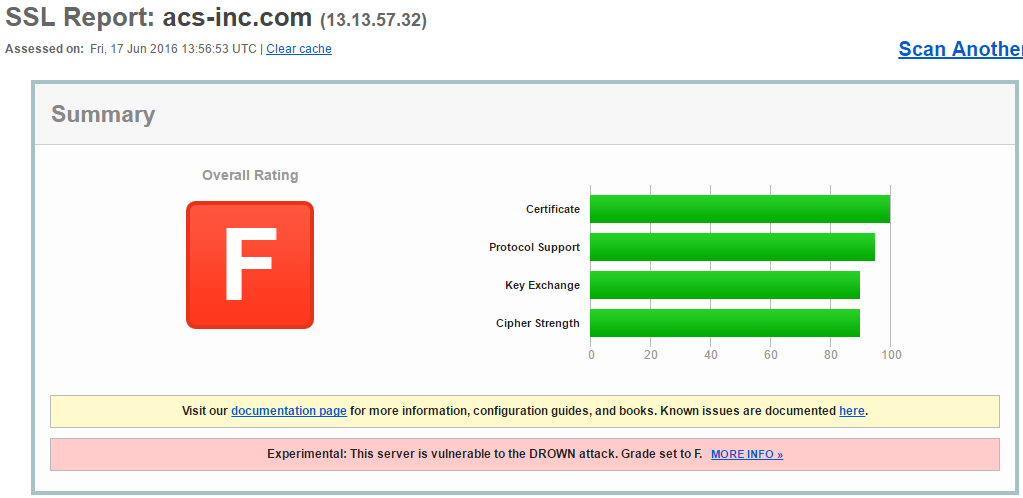 SSL Report: acs-inc.com (13.13.57.32)
Assessed on: Fri, 17 Jun 2016 13:56:53 UTC | Clear cache
Scan Another
Summary
Overall Rating
F
Certificate
Protocol Support
Key Exchange
Cipher Strength
0 20 40 60 80 100
Visit our documentation page for more information, configuration guides, and books. Known issues are documented here.
Experimental: This server is vulnerable to the DROWN attack. Grade set to F. MORE INFO »